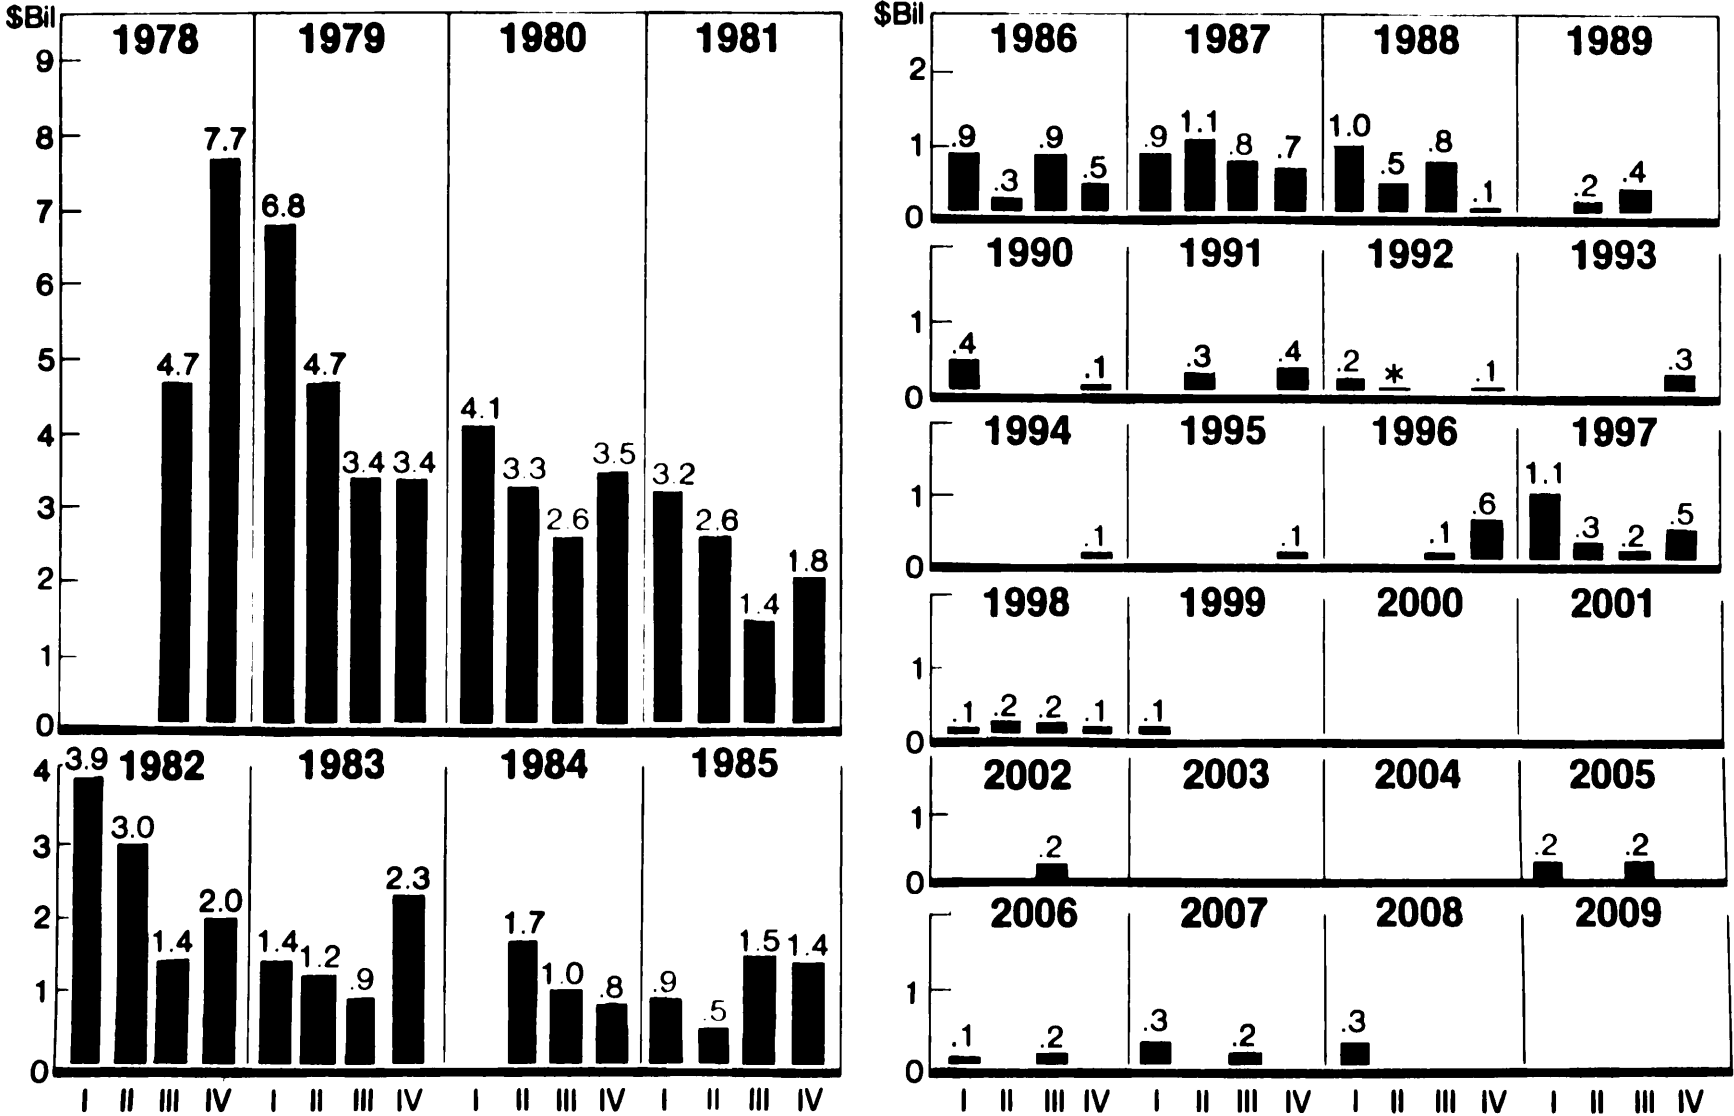 $Bil
1978 1979 1980 1981
9
8
7
6
5
4
3
2
1
0
4.7 7.7 6.8 4.7 3.4 3.4 4.1 3.3 2.6 3.5 3.2 2.6 1.4 1.8
1982 1983 1984 1985
4
3
2
1
0
3.9 3.0 1.4 2.0 1.4 1.2 .9 2.3 1.7 1.0 .8 .9 .5 1.5 1.4
I II III IV I II III IV I II III IV I II III IV
$Bil
1986 1987 1988 1989
2
1
0
.9 .3 .9 .5 .9 1.1 .8 .7 1.0 .5 .8 .1 .2 .4
1990 1991 1992 1993
1
0
.4 .1 .3 .4 .2 * .1 .3
1994 1995 1996 1997
1
0
.1 .1 .1 .6 1.1 .3 .2 .5
1998 1999 2000 2001
1
0
.1 .2 .2 .1 .1
2002 2003 2004 2005
1
0
.2 .2 .2
2006 2007 2008 2009
1
0
.1 .2 .3 .2 .3
I II III IV I II III IV I II III IV I II III IV